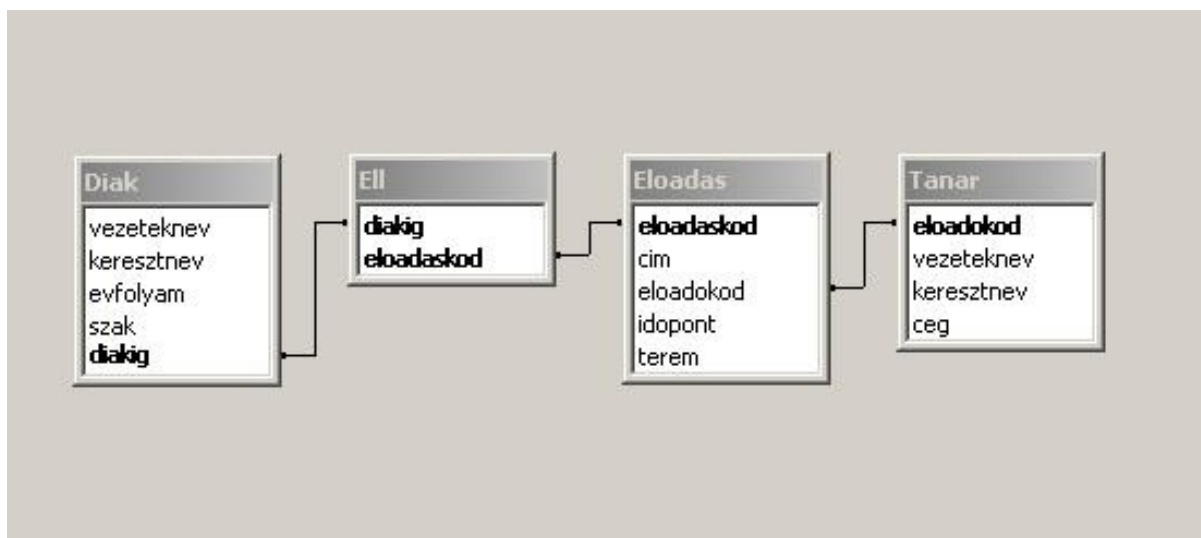 Diak
vezeteknev
keresztnev
evfolyam
szak
diakig
Ell
diakig
eloadaskod
Eloadas
eloadaskod
cim
eloadokod
idopont
terem
Tanar
eloadokod
vezeteknev
keresztnev
ceg